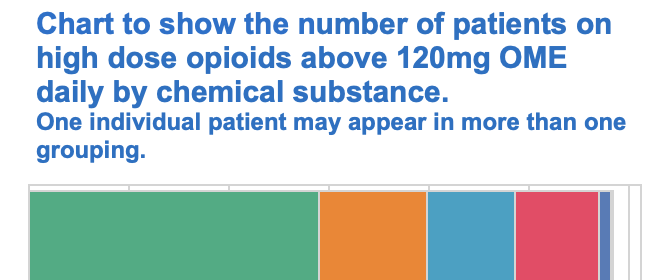 Chart to show the number of patients on
high dose opioids above 120mg OME
daily by chemical substance.
One individual patient may appear in more than one
grouping.